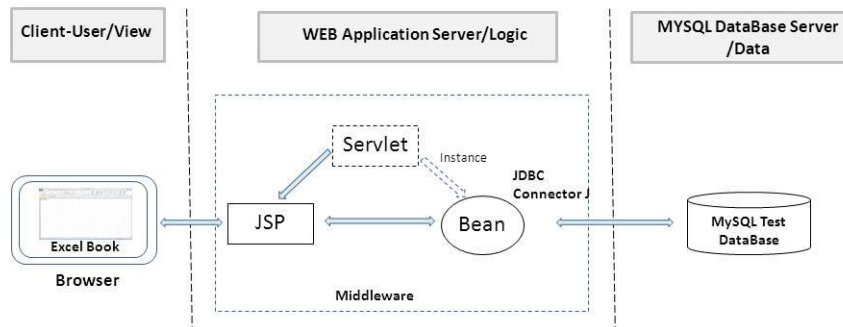 Client-User/View
WEB Application Server/Logic
MYSQL DataBase Server
/Data
Servlet
Instance
JDBC
Connector J
JSP
Bean
Excel Book
Browser
MySQL Test
DataBase
Middleware